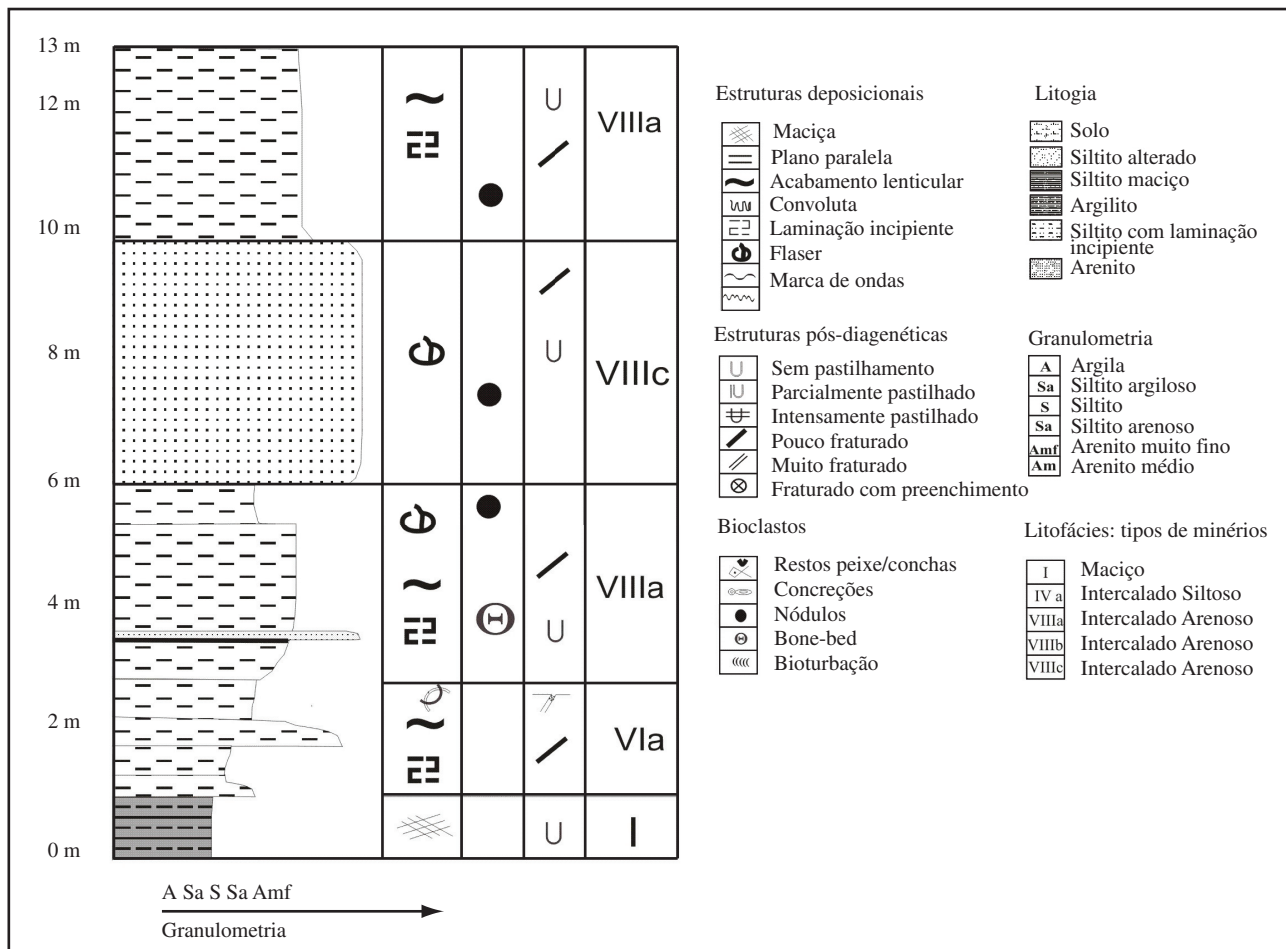 13 m
12 m
10 m
8 m
6 m
4 m
2 m
0 m
VIIIa
VIIIc
VIIIa
VIa
I
A Sa S Sa Amf
Granulometria
Estruturas deposicionais
Maciça
Plano paralela
Acabamento lenticular
Convoluta
Laminação incipiente
Flaser
Marca de ondas
Estruturas pós-diagenéticas
Sem pastilhamento
Parcialmente pastilhado
Intensamente pastilhado
Pouco fraturado
Muito fraturado
Fraturado com preenchimento
Bioclastos
Restos peixe/conchas
Concreções
Nódulos
Bone-bed
Bioturbação
Litogia
Solo
Siltito alterado
Siltito maciço
Argilito
Siltito com laminação
incipiente
Arenito
Granulometria
A Argila
Sa Siltito argiloso
S Siltito
Sa Siltito arenoso
Amf Arenito muito fino
Am Arenito médio
Litofácies: tipos de minérios
I Maciço
IV a Intercalado Siltoso
VIIIa Intercalado Arenoso
VIIIb Intercalado Arenoso
VIIIc Intercalado Arenoso